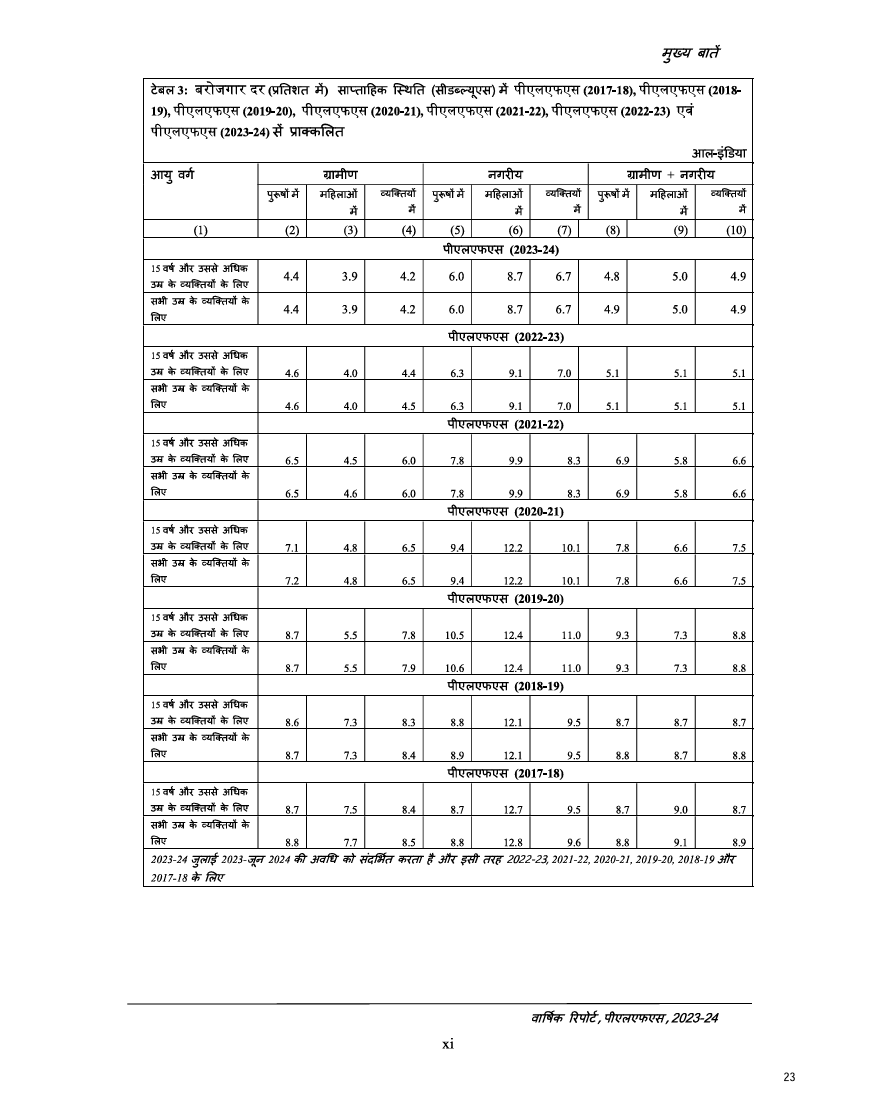 मुख्य बातें
टेबल 3: बरोजगार दर (प्रतिशत में) साप्ताहिक स्थिति (सीडब्ल्यूएस) में पीएलएफएस (2017-18), पीएलएफएस (2018-
19), पीएलएफएस (2019-20), पीएलएफएस (2020-21), पीएलएफएस (2021-22), पीएलएफएस (2022-23) एवं
पीएलएफएस (2023-24) सें प्राक्कलित
आल-इंडिया
आयु वर्ग ग्रामीण नगरीय ग्रामीण + नगरीय
पुरूषों में महिलाओं व्यक्तियों पुरूषों में महिलाओं व्यक्तियों पुरूषों में महिलाओं व्यक्तियों
में में में में में में
(1) (2) (3) (4) (5) (6) (7) (8) (9) (10)
पीएलएफएस (2023-24)
15 वर्ष और उससे अधिक
उम्र के व्यक्तियों के लिए 4.4 3.9 4.2 6.0 8.7 6.7 4.8 5.0 4.9
सभी उम्र के व्यक्तियों के
लिए 4.4 3.9 4.2 6.0 8.7 6.7 4.9 5.0 4.9
पीएलएफएस (2022-23)
15 वर्ष और उससे अधिक
उम्र के व्यक्तियों के लिए 4.6 4.0 4.4 6.3 9.1 7.0 5.1 5.1 5.1
सभी उम्र के व्यक्तियों के
लिए 4.6 4.0 4.5 6.3 9.1 7.0 5.1 5.1 5.1
पीएलएफएस (2021-22)
15 वर्ष और उससे अधिक
उम्र के व्यक्तियों के लिए 6.5 4.5 6.0 7.8 9.9 8.3 6.9 5.8 6.6
सभी उम्र के व्यक्तियों के
लिए 6.5 4.6 6.0 7.8 9.9 8.3 6.9 5.8 6.6
पीएलएफएस (2020-21)
15 वर्ष और उससे अधिक
उम्र के व्यक्तियों के लिए 7.1 4.8 6.5 9.4 12.2 10.1 7.8 6.6 7.5
सभी उम्र के व्यक्तियों के
लिए 7.2 4.8 6.5 9.4 12.2 10.1 7.8 6.6 7.5
पीएलएफएस (2019-20)
15 वर्ष और उससे अधिक
उम्र के व्यक्तियों के लिए 8.7 5.5 7.8 10.5 12.4 11.0 9.3 7.3 8.8
सभी उम्र के व्यक्तियों के
लिए 8.7 5.5 7.9 10.6 12.4 11.0 9.3 7.3 8.8
पीएलएफएस (2018-19)
15 वर्ष और उससे अधिक
उम्र के व्यक्तियों के लिए 8.6 7.3 8.3 8.8 12.1 9.5 8.7 8.7 8.7
सभी उम्र के व्यक्तियों के
लिए 8.7 7.3 8.4 8.9 12.1 9.5 8.8 8.7 8.8
पीएलएफएस (2017-18)
15 वर्ष और उससे अधिक
उम्र के व्यक्तियों के लिए 8.7 7.5 8.4 8.7 12.7 9.5 8.7 9.0 8.7
सभी उम्र के व्यक्तियों के
लिए 8.8 7.7 8.5 8.8 12.8 9.6 8.8 9.1 8.9
2023-24 जुलाई 2023-जून 2024 की अवधि को संदर्भित करता है और इसी तरह 2022-23, 2021-22, 2020-21, 2019-20, 2018-19 और
2017-18 के लिए
वार्षिक रिपोर्ट, पीएलएफएस, 2023-24
xi
23